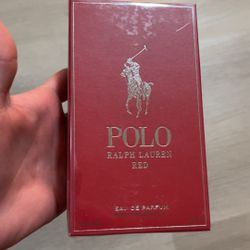 POLO
RALPH LAUREN
RED
EAU DE PARFUM